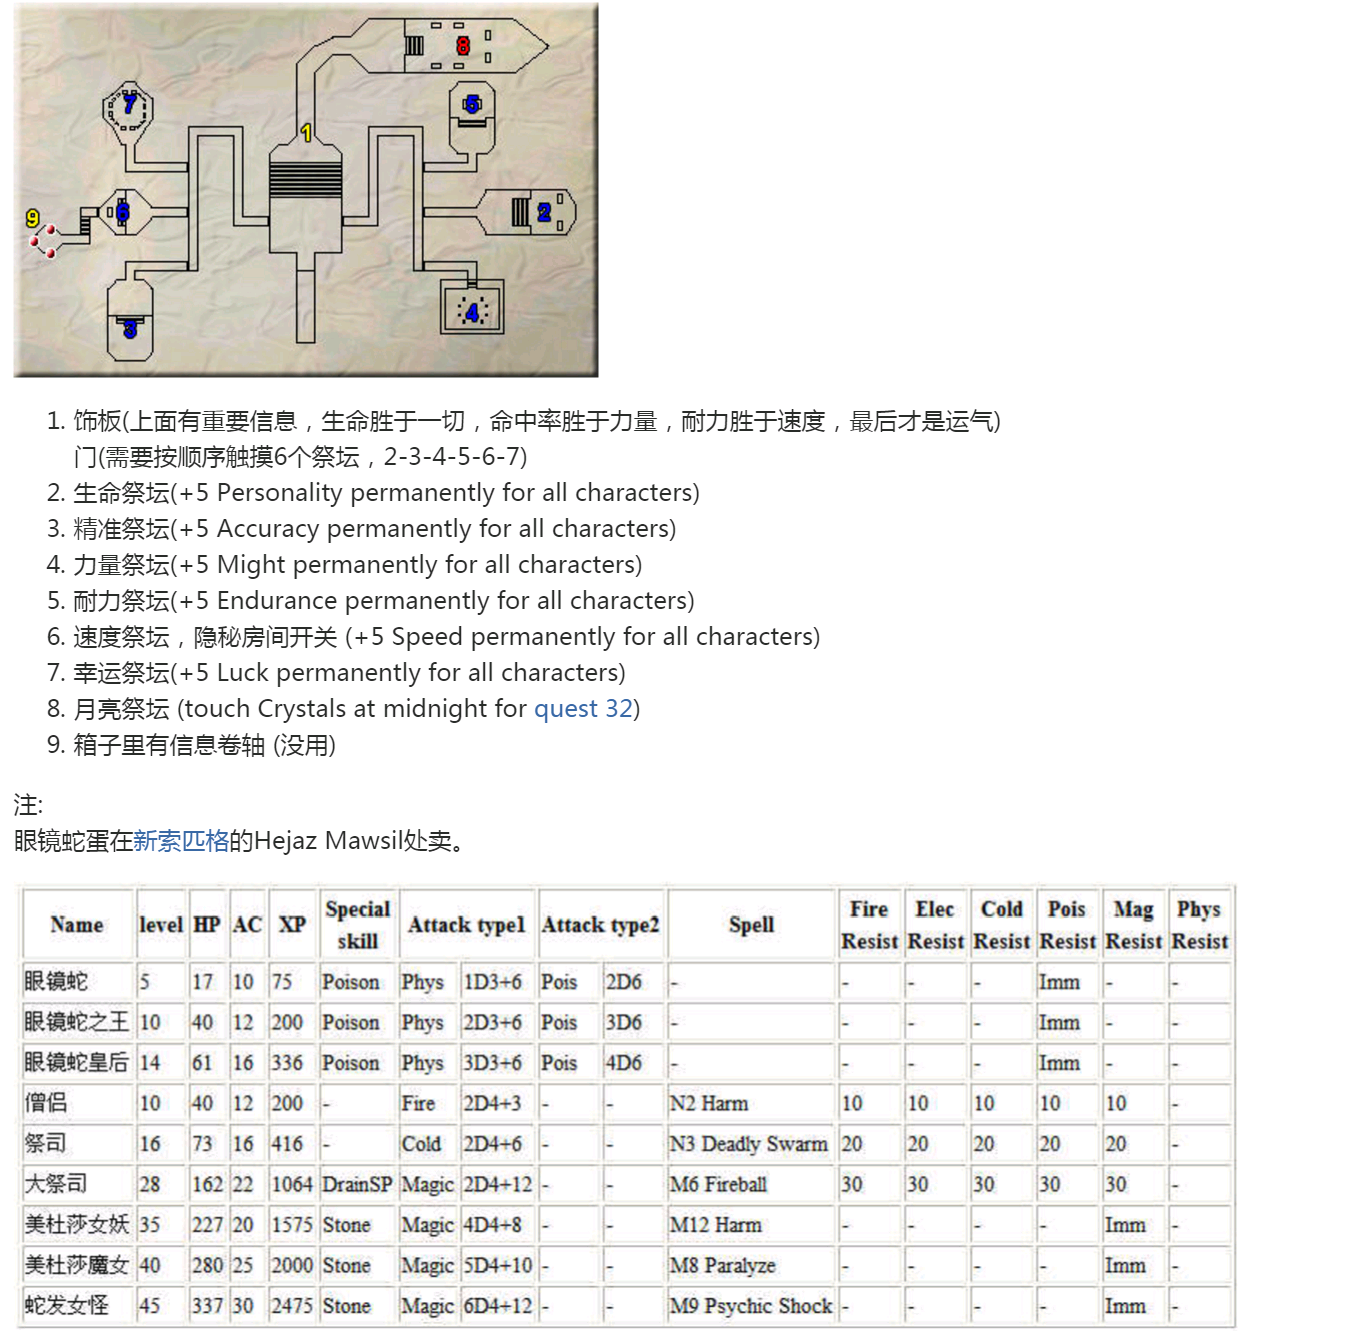 8
7
5
1
9
6
2
3
4
1. 饰板(上面有重要信息，生命胜于一切，命中率胜于力量，耐力胜于速度，最后才是运气)
门(需要按顺序触摸6个祭坛，2-3-4-5-6-7)
2. 生命祭坛(+5 Personality permanently for all characters)
3. 精准祭坛(+5 Accuracy permanently for all characters)
4. 力量祭坛(+5 Might permanently for all characters)
5. 耐力祭坛(+5 Endurance permanently for all characters)
6. 速度祭坛，隐秘房间开关 (+5 Speed permanently for all characters)
7. 幸运祭坛(+5 Luck permanently for all characters)
8. 月亮祭坛 (touch Crystals at midnight for quest 32)
9. 箱子里有信息卷轴 (没用)
注:
眼镜蛇蛋在新索匹格的Hejaz Mawsil处卖。
Name level HP AC XP Special skill Attack type1 Attack type2 Spell Fire Resist Elec Resist Cold Resist Pois Resist Mag Resist Phys Resist
眼镜蛇 5 17 10 75 Poison Phys 1D3+6 Pois 2D6 - - - - Imm - -
眼镜蛇之王 10 40 12 200 Poison Phys 2D3+6 Pois 3D6 - - - - Imm - -
眼镜蛇皇后 14 61 16 336 Poison Phys 3D3+6 Pois 4D6 - - - - Imm - -
僧侣 10 40 12 200 - Fire 2D4+3 - - N2 Harm 10 10 10 10 10 -
祭司 16 73 16 416 - Cold 2D4+6 - - N3 Deadly Swarm 20 20 20 20 20 -
大祭司 28 162 22 1064 DrainSP Magic 2D4+12 - - M6 Fireball 30 30 30 30 30 -
美杜莎女妖 35 227 20 1575 Stone Magic 4D4+8 - - M12 Harm - - - - Imm -
美杜莎魔女 40 280 25 2000 Stone Magic 5D4+10 - - M8 Paralyze - - - - Imm -
蛇发女怪 45 337 30 2475 Stone Magic 6D4+12 - - M9 Psychic Shock - - - - Imm -